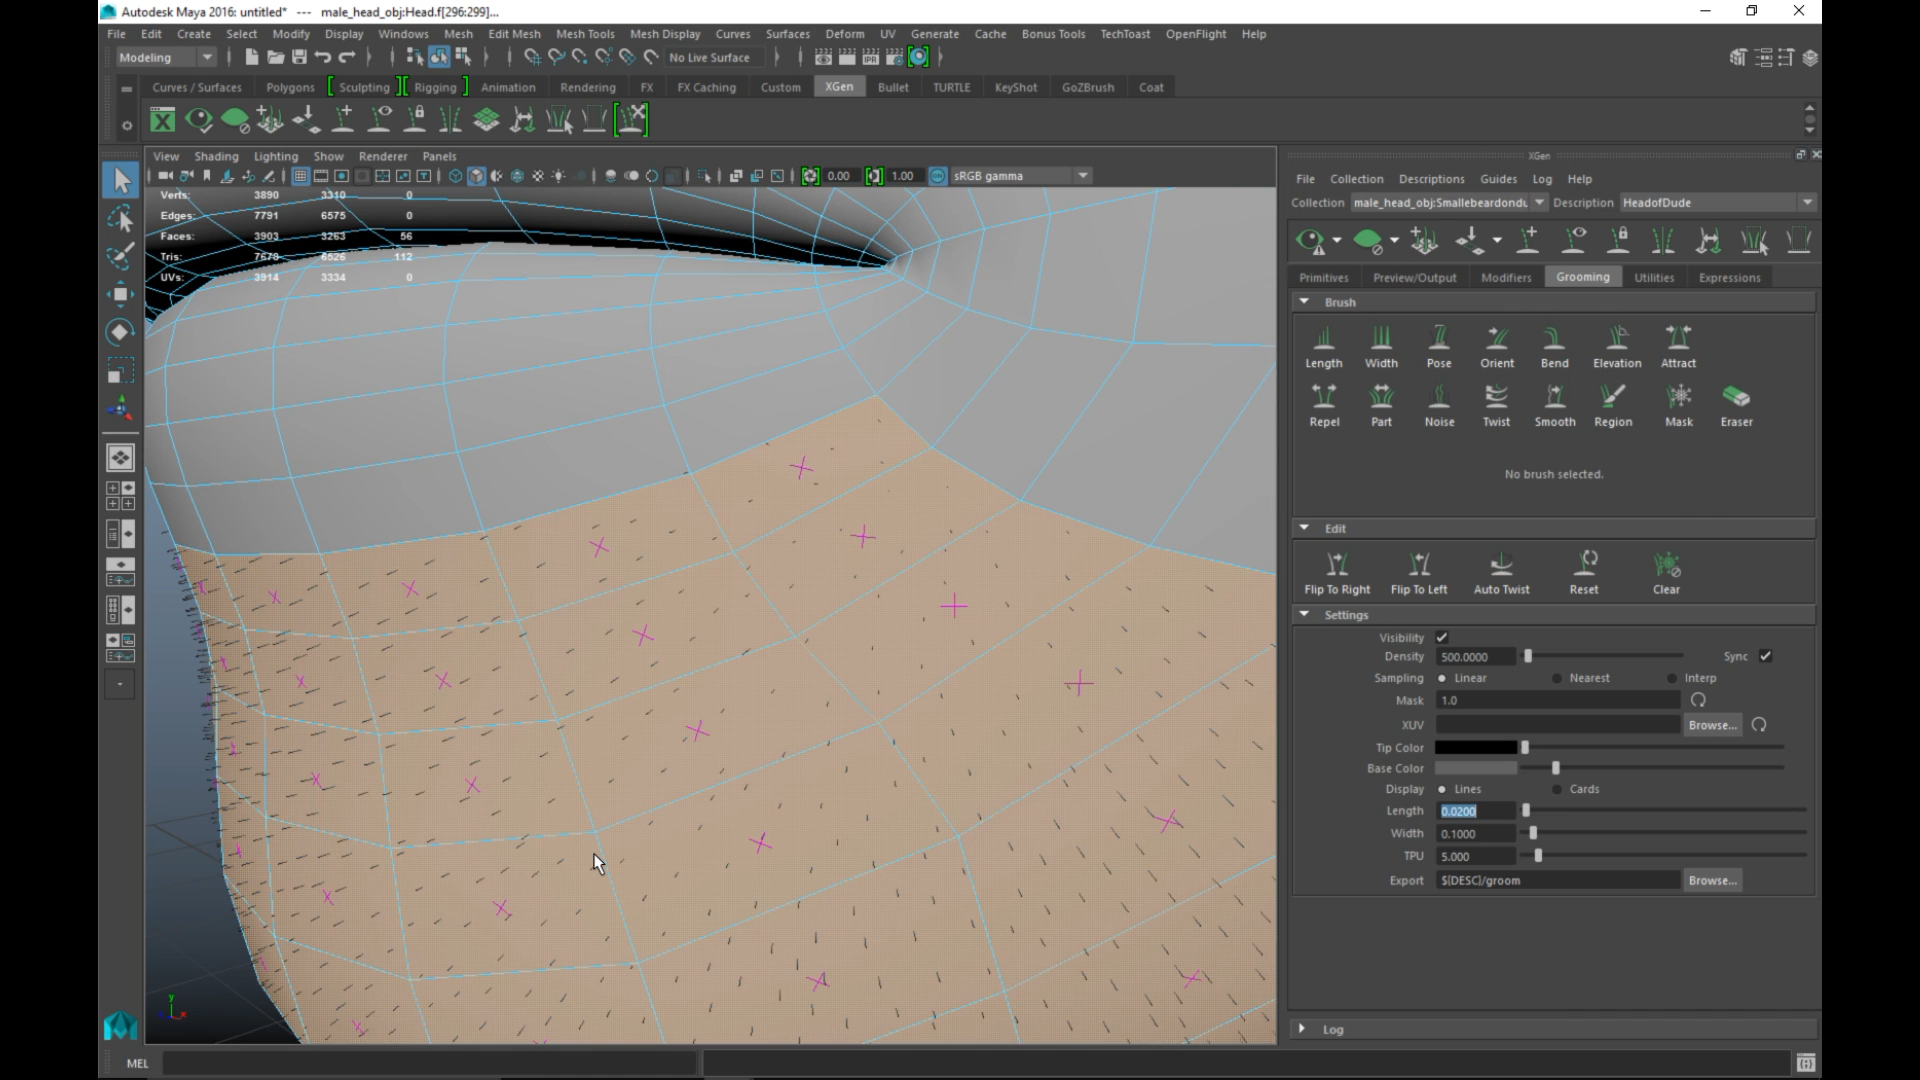 Autodesk Maya 2016: untitled* --- male_head_obj:Head.f[296:299]...
File Edit Create Select Modify Display Windows Mesh Edit Mesh Mesh Tools Mesh Display Curves Surfaces Deform UV Generate Cache Bonus Tools TechToast OpenFlight Help
Modeling No Live Surface
Curves / Surfaces Polygons Sculpting Rigging Animation Rendering FX FX Caching Custom XGen Bullet TURTLE KeyShot GoZBrush Coat
View Shading Lighting Show Renderer Panels
0.00 1.00 sRGB gamma
Verts: 3890 3310 0
Edges: 7791 6575 0
Faces: 3903 3263 56
Tris: 7678 6526 112
UVs: 3914 3334 0
y
x
XGen
File Collection Descriptions Guides Log Help
Collection male_head_obj:Smallebeardondu Description HeadofDude
Primitives Preview/Output Modifiers Grooming Utilities Expressions
Brush
Length Width Pose Orient Bend Elevation Attract
Repel Part Noise Twist Smooth Region Mask Eraser
No brush selected.
Edit
Flip To Right Flip To Left Auto Twist Reset Clear
Settings
Visibility
Density 500.0000 Sync
Sampling Linear Nearest Interp
Mask 1.0
XUV Browse...
Tip Color
Base Color
Display Lines Cards
Length 0.0200
Width 0.1000
TPU 5.000
Export ${DESC}/groom Browse...
Log
MEL